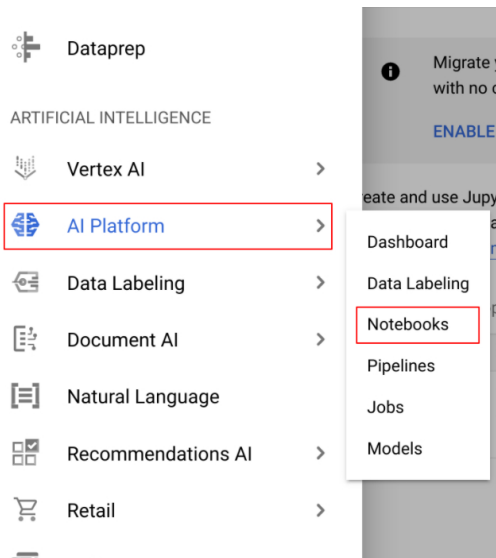 Dataprep
Migrate
with no
ENABLE
ARTIFICIAL INTELLIGENCE
Vertex AI
eate and use Jupy
AI Platform
Dashboard
Data Labeling
Notebooks
Pipelines
Jobs
Models
Data Labeling
Document AI
Natural Language
Recommendations AI
Retail